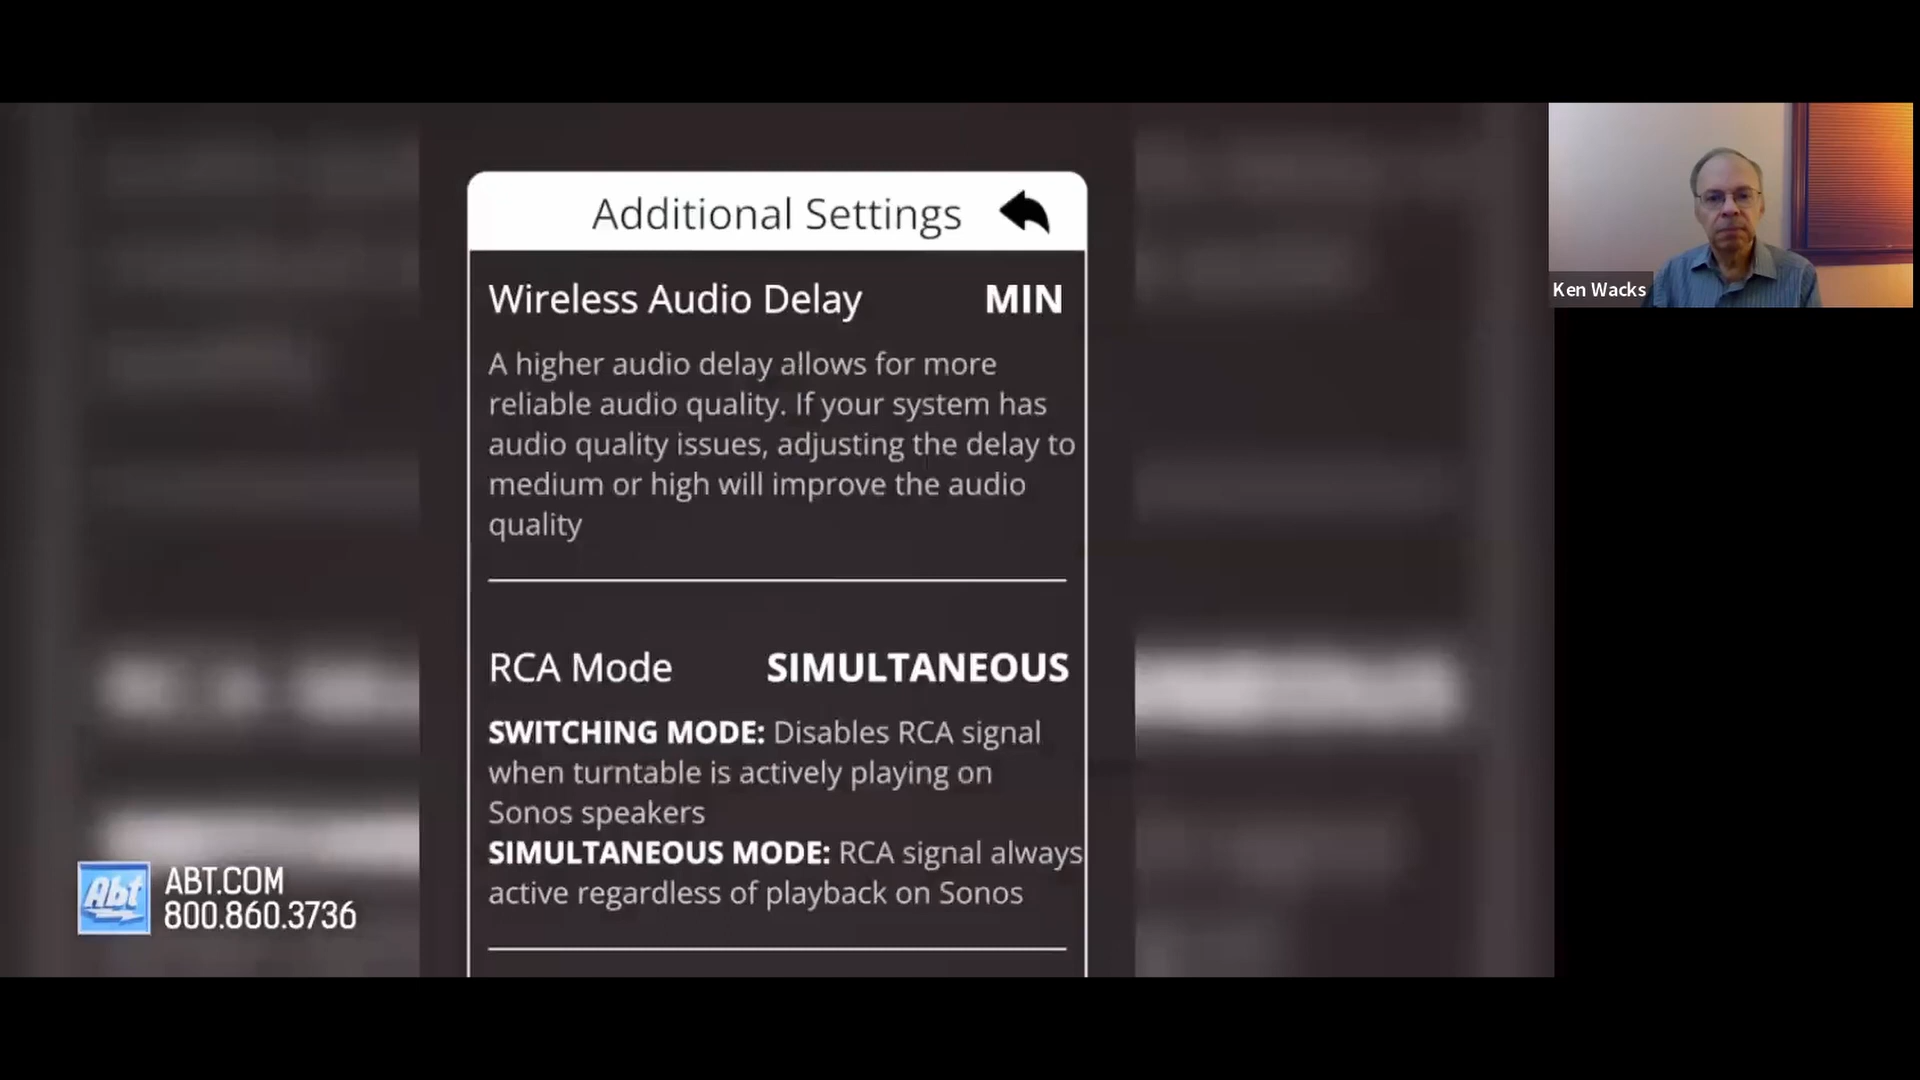 Additional Settings
Wireless Audio Delay MIN
A higher audio delay allows for more
reliable audio quality. If your system has
audio quality issues, adjusting the delay to
medium or high will improve the audio
quality
RCA Mode SIMULTANEOUS
SWITCHING MODE: Disables RCA signal
when turntable is actively playing on
Sonos speakers
SIMULTANEOUS MODE: RCA signal always
active regardless of playback on Sonos
Abt ABT.COM
800.860.3736
Ken Wacks